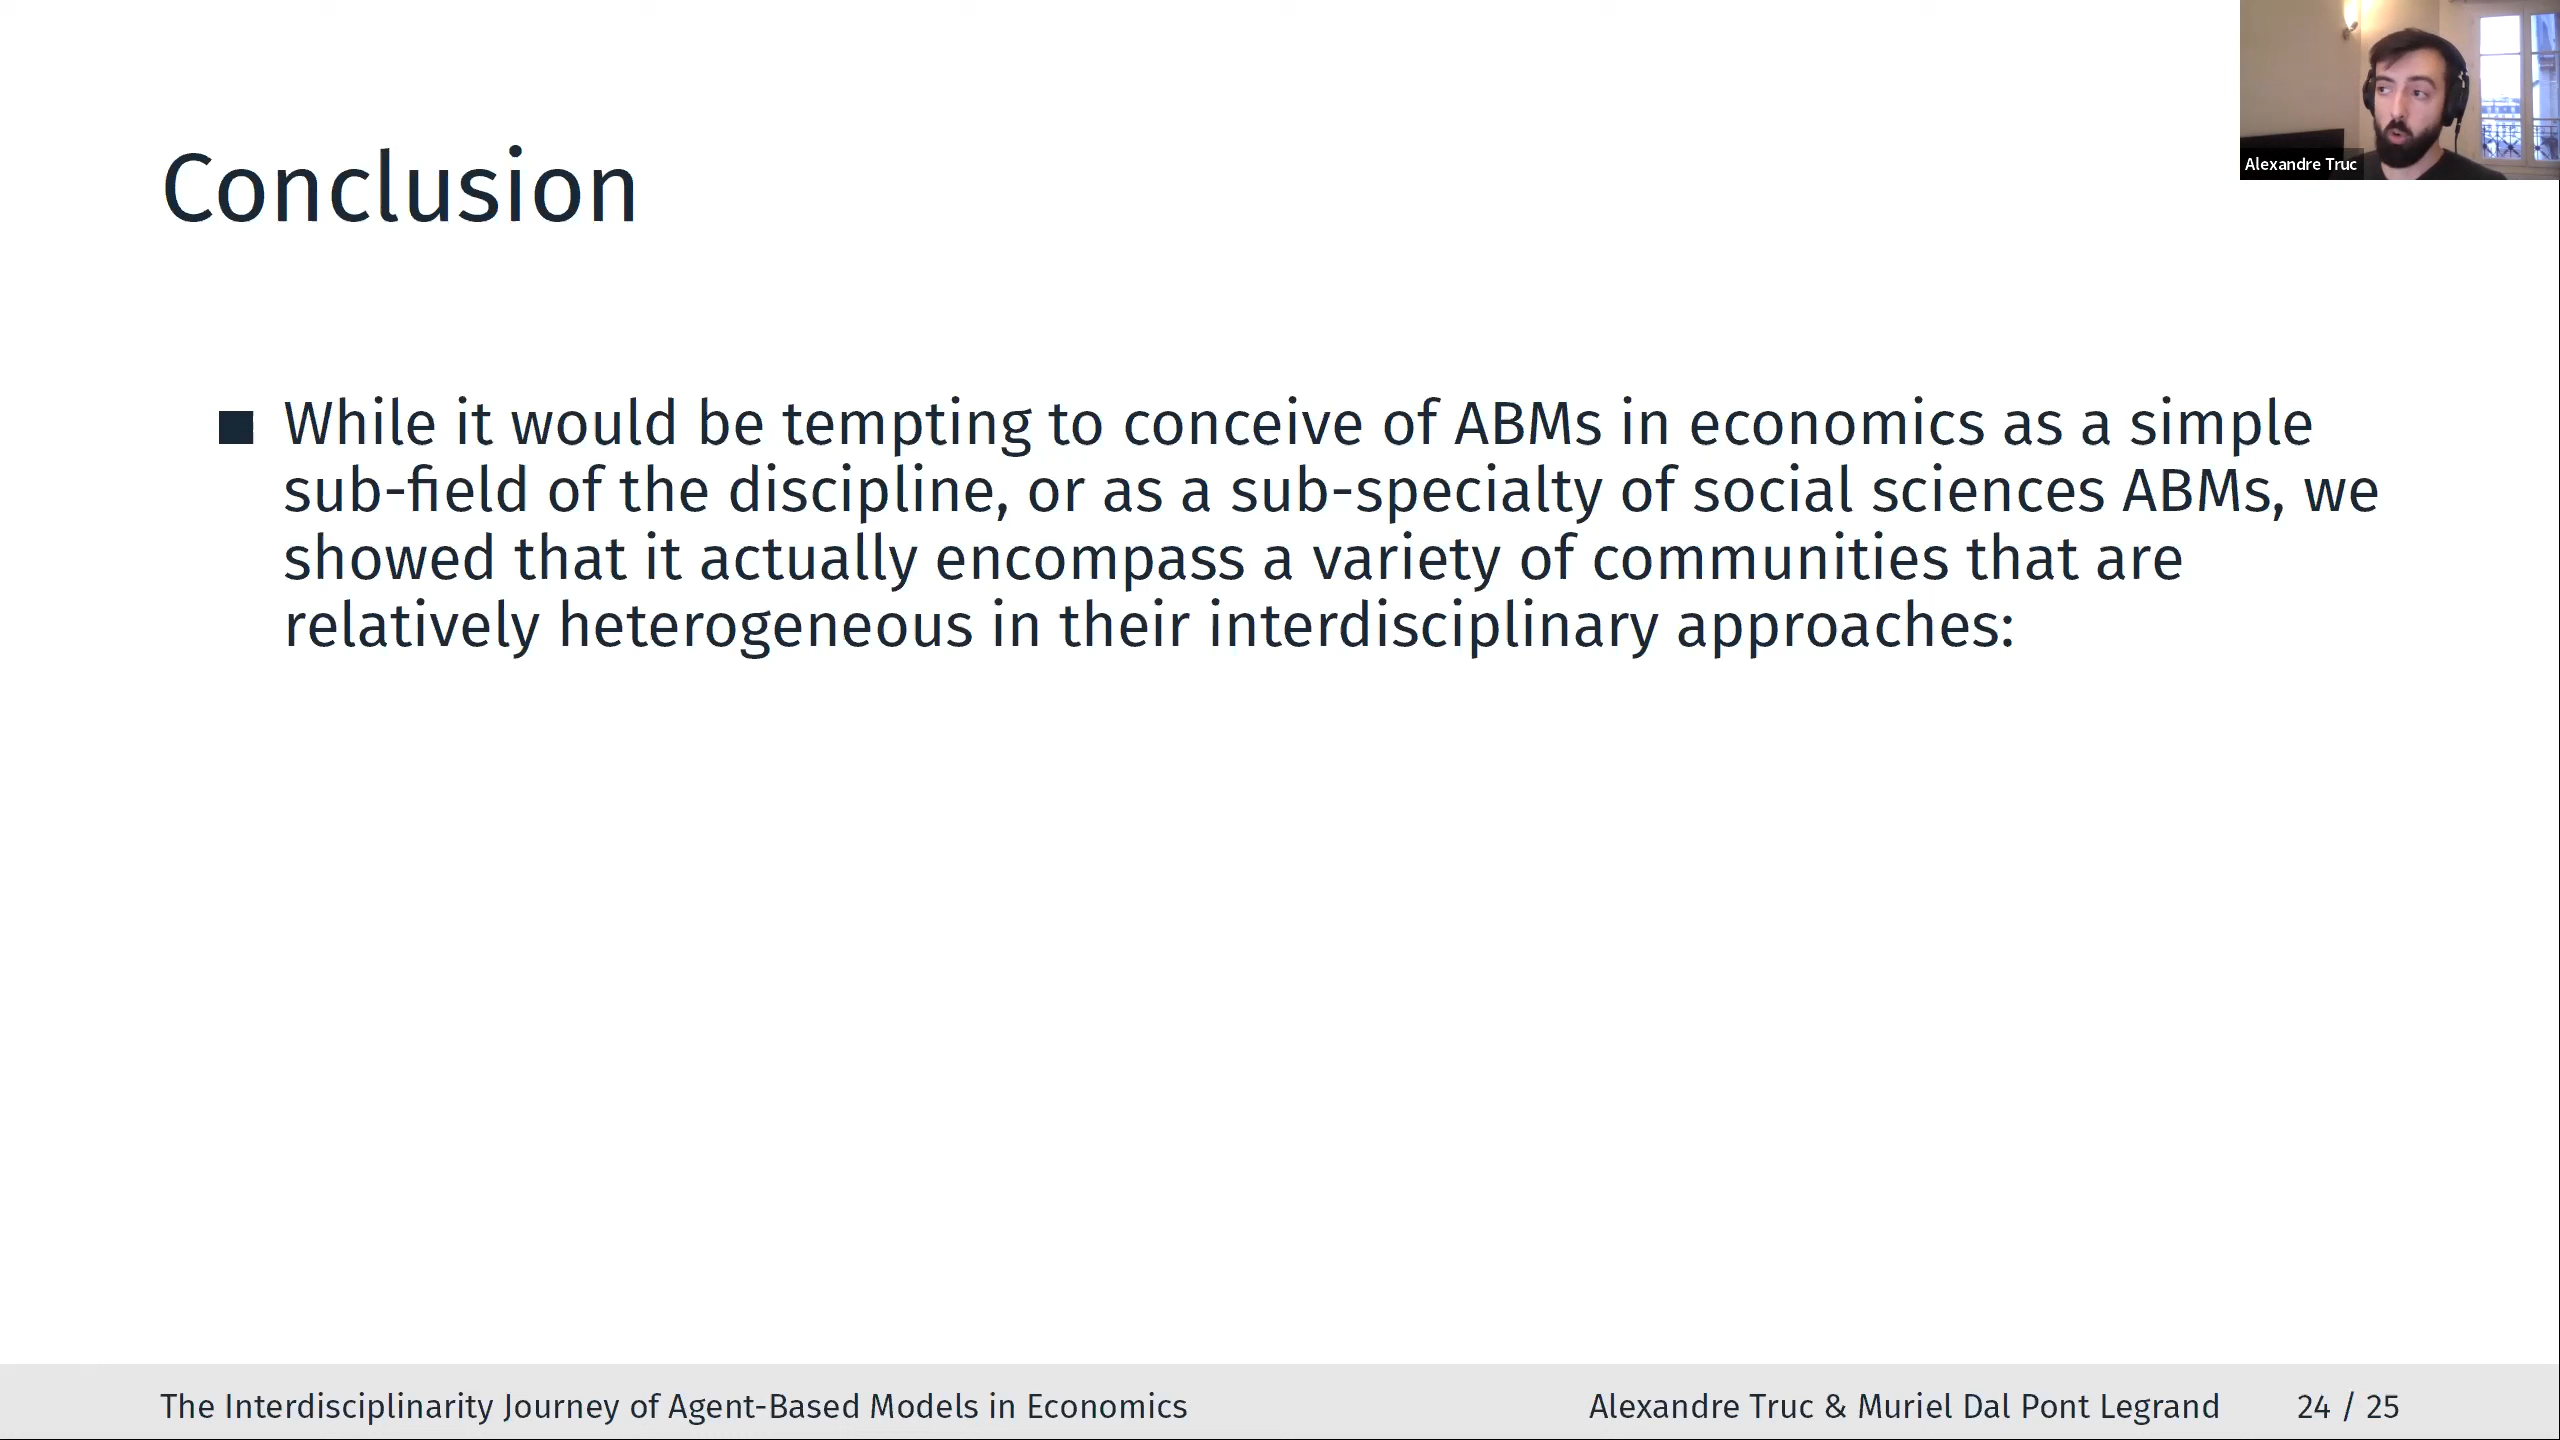 Alexandre Truc
Conclusion
■ While it would be tempting to conceive of ABMs in economics as a simple
sub-field of the discipline, or as a sub-specialty of social sciences ABMs, we
showed that it actually encompass a variety of communities that are
relatively heterogeneous in their interdisciplinary approaches:
The Interdisciplinarity Journey of Agent-Based Models in Economics
Alexandre Truc & Muriel Dal Pont Legrand
24 / 25